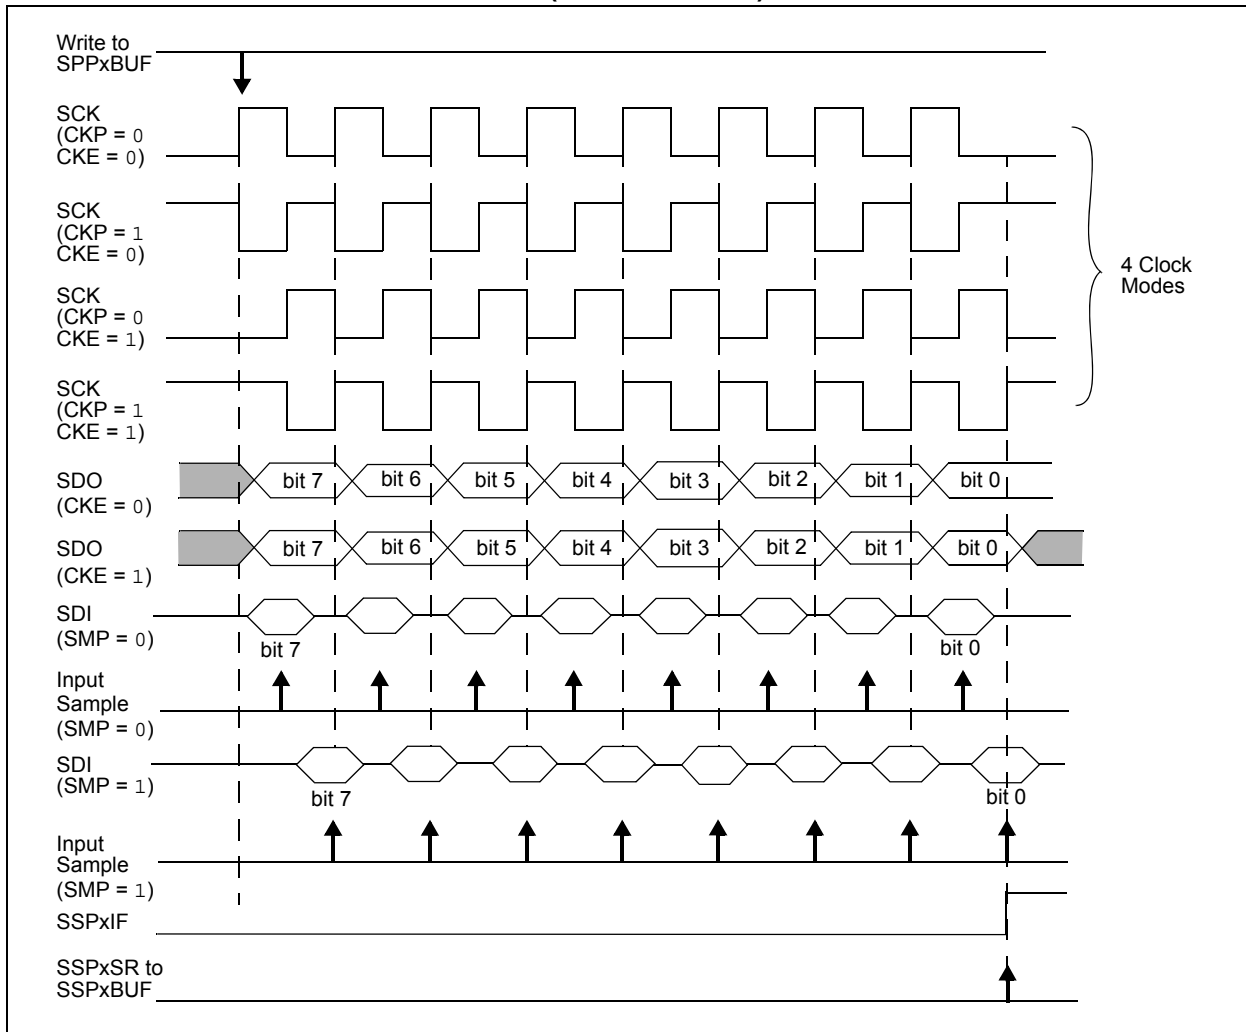 Write to
SPPxBUF
SCK
(CKP = 0
CKE = 0)
SCK
(CKP = 1
CKE = 0)
4 Clock
Modes
SCK
(CKP = 0
CKE = 1)
SCK
(CKP = 1
CKE = 1)
SDO
(CKE = 0)
bit 7 bit 6 bit 5 bit 4 bit 3 bit 2 bit 1 bit 0
SDO
(CKE = 1)
bit 7 bit 6 bit 5 bit 4 bit 3 bit 2 bit 1 bit 0
SDI
(SMP = 0)
bit 7 bit 0
Input
Sample
(SMP = 0)
SDI
(SMP = 1)
bit 7 bit 0
Input
Sample
(SMP = 1)
SSPxIF
SSPxSR to
SSPxBUF